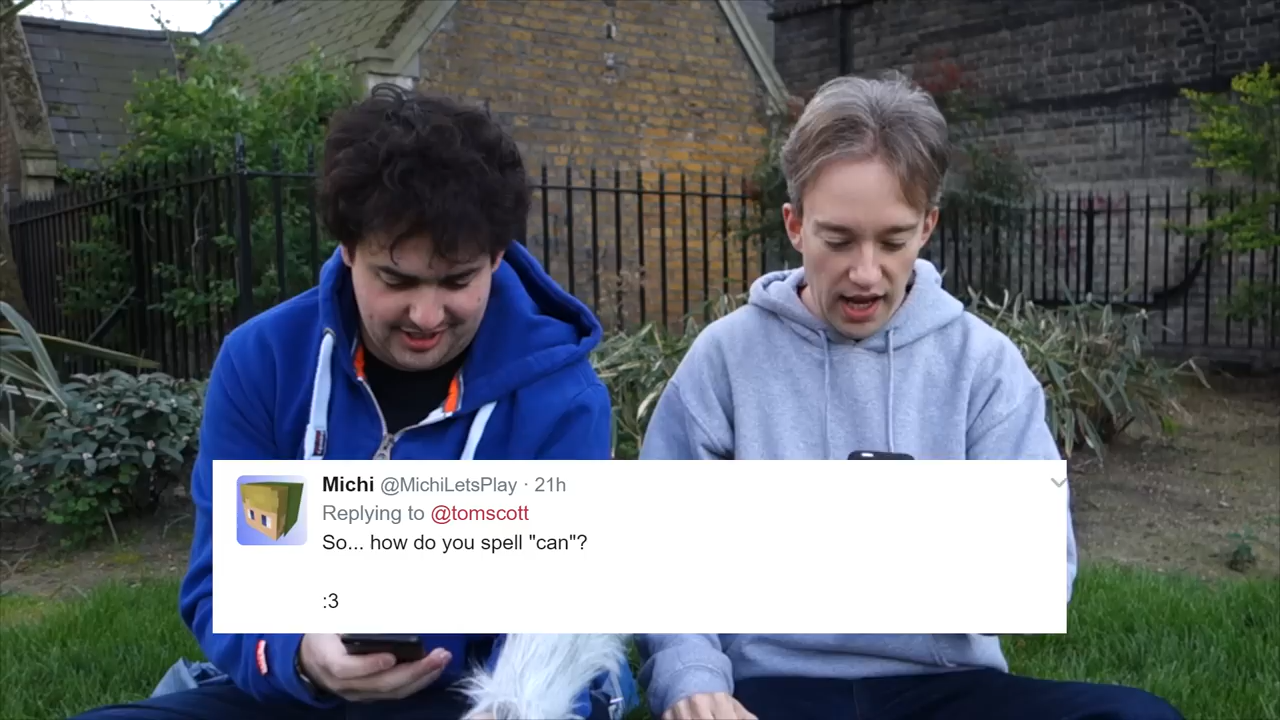 Michi @MichiLetsPlay · 21h
Replying to @tomscott
So... how do you spell "can"?
:3